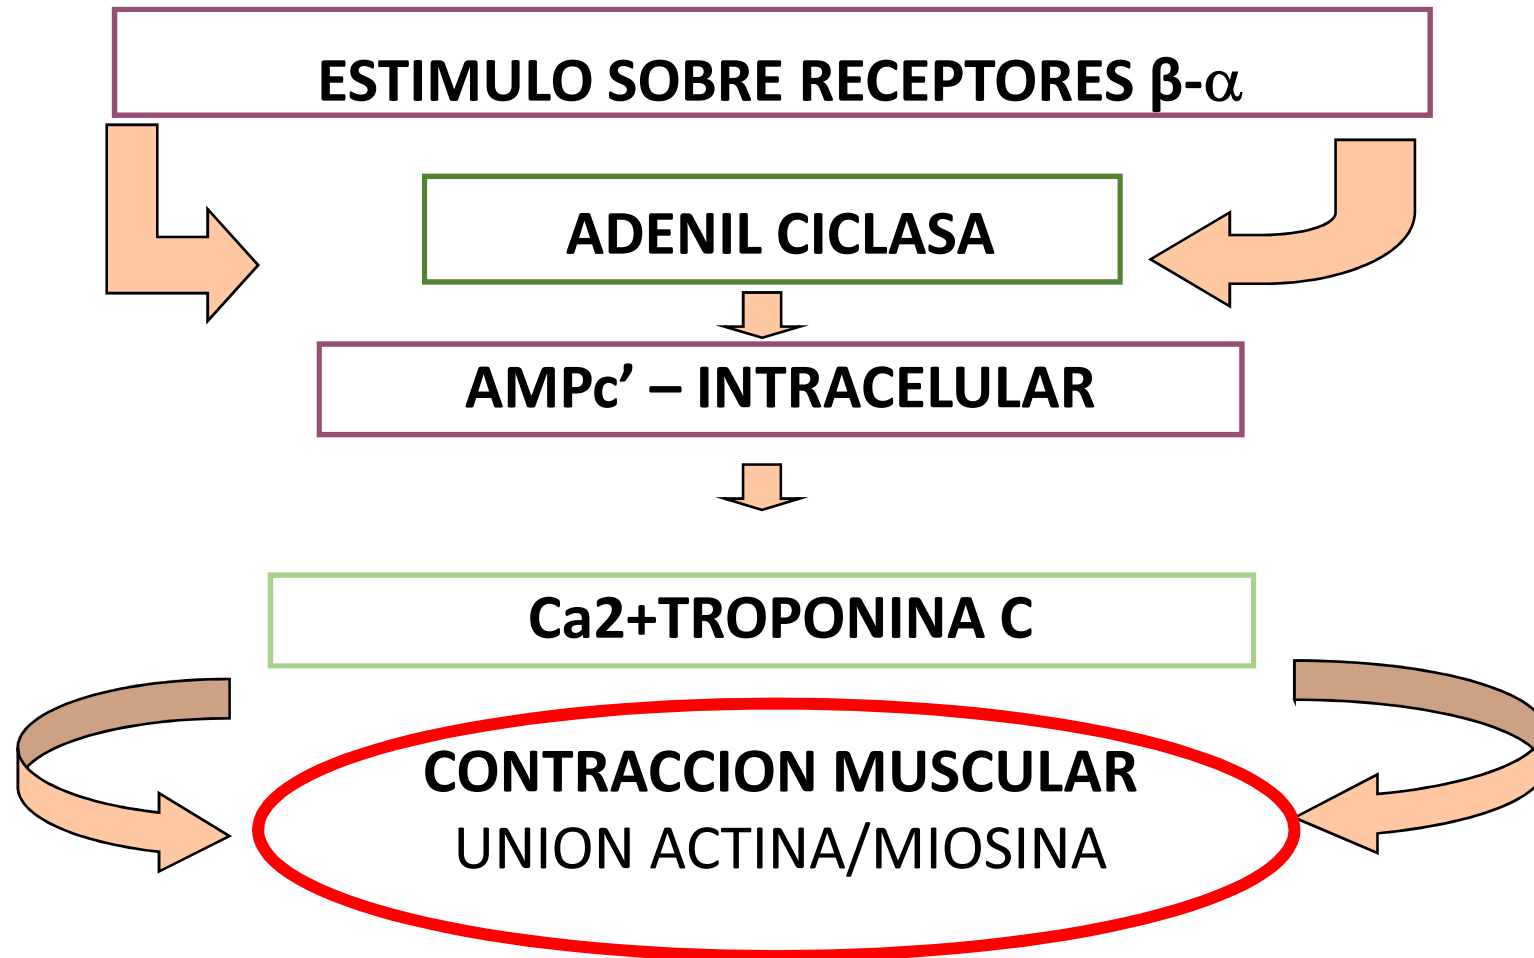 ESTIMULO SOBRE RECEPTORES β-α
ADENIL CICLASA
AMPc’ – INTRACELULAR
Ca2+TROPONINA C
CONTRACCION MUSCULAR
UNION ACTINA/MIOSINA